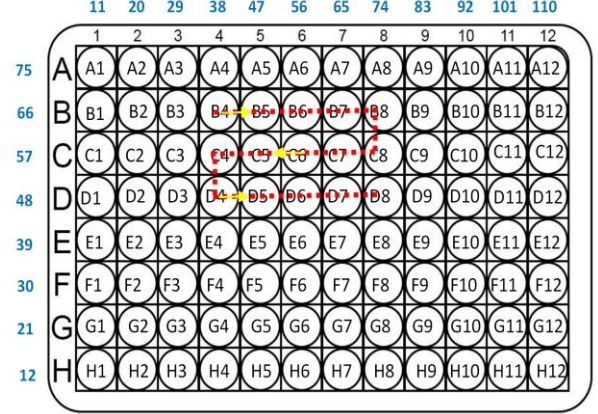 11 20 29 38 47 56 65 74 83 92 101 110
1 2 3 4 5 6 7 8 9 10 11 12
75 A A1 A2 A3 A4 A5 A6 A7 A8 A9 A10 A11 A12
66 B B1 B2 B3 B4 B5 B6 B7 B8 B9 B10 B11 B12
57 C C1 C2 C3 C4 C5 C6 C7 C8 C9 C10 C11 C12
48 D D1 D2 D3 D4 D5 D6 D7 D8 D9 D10 D11 D12
39 E E1 E2 E3 E4 E5 E6 E7 E8 E9 E10 E11 E12
30 F F1 F2 F3 F4 F5 F6 F7 F8 F9 F10 F11 F12
21 G G1 G2 G3 G4 G5 G6 G7 G8 G9 G10 G11 G12
12 H H1 H2 H3 H4 H5 H6 H7 H8 H9 H10 H11 H12